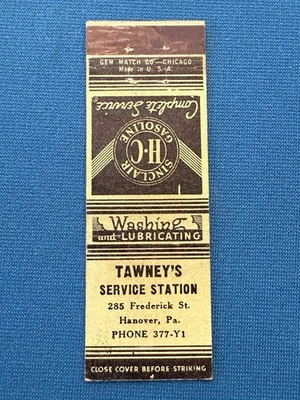 GEM MATCH CO—CHICAGO
Made in U.S.A.
Complete Service
SINCLAIR
H-C
GASOLINE
Washing
and LUBRICATING
TAWNEY'S
SERVICE STATION
285 Frederick St.
Hanover, Pa.
PHONE 377-Y1
CLOSE COVER BEFORE STRIKING